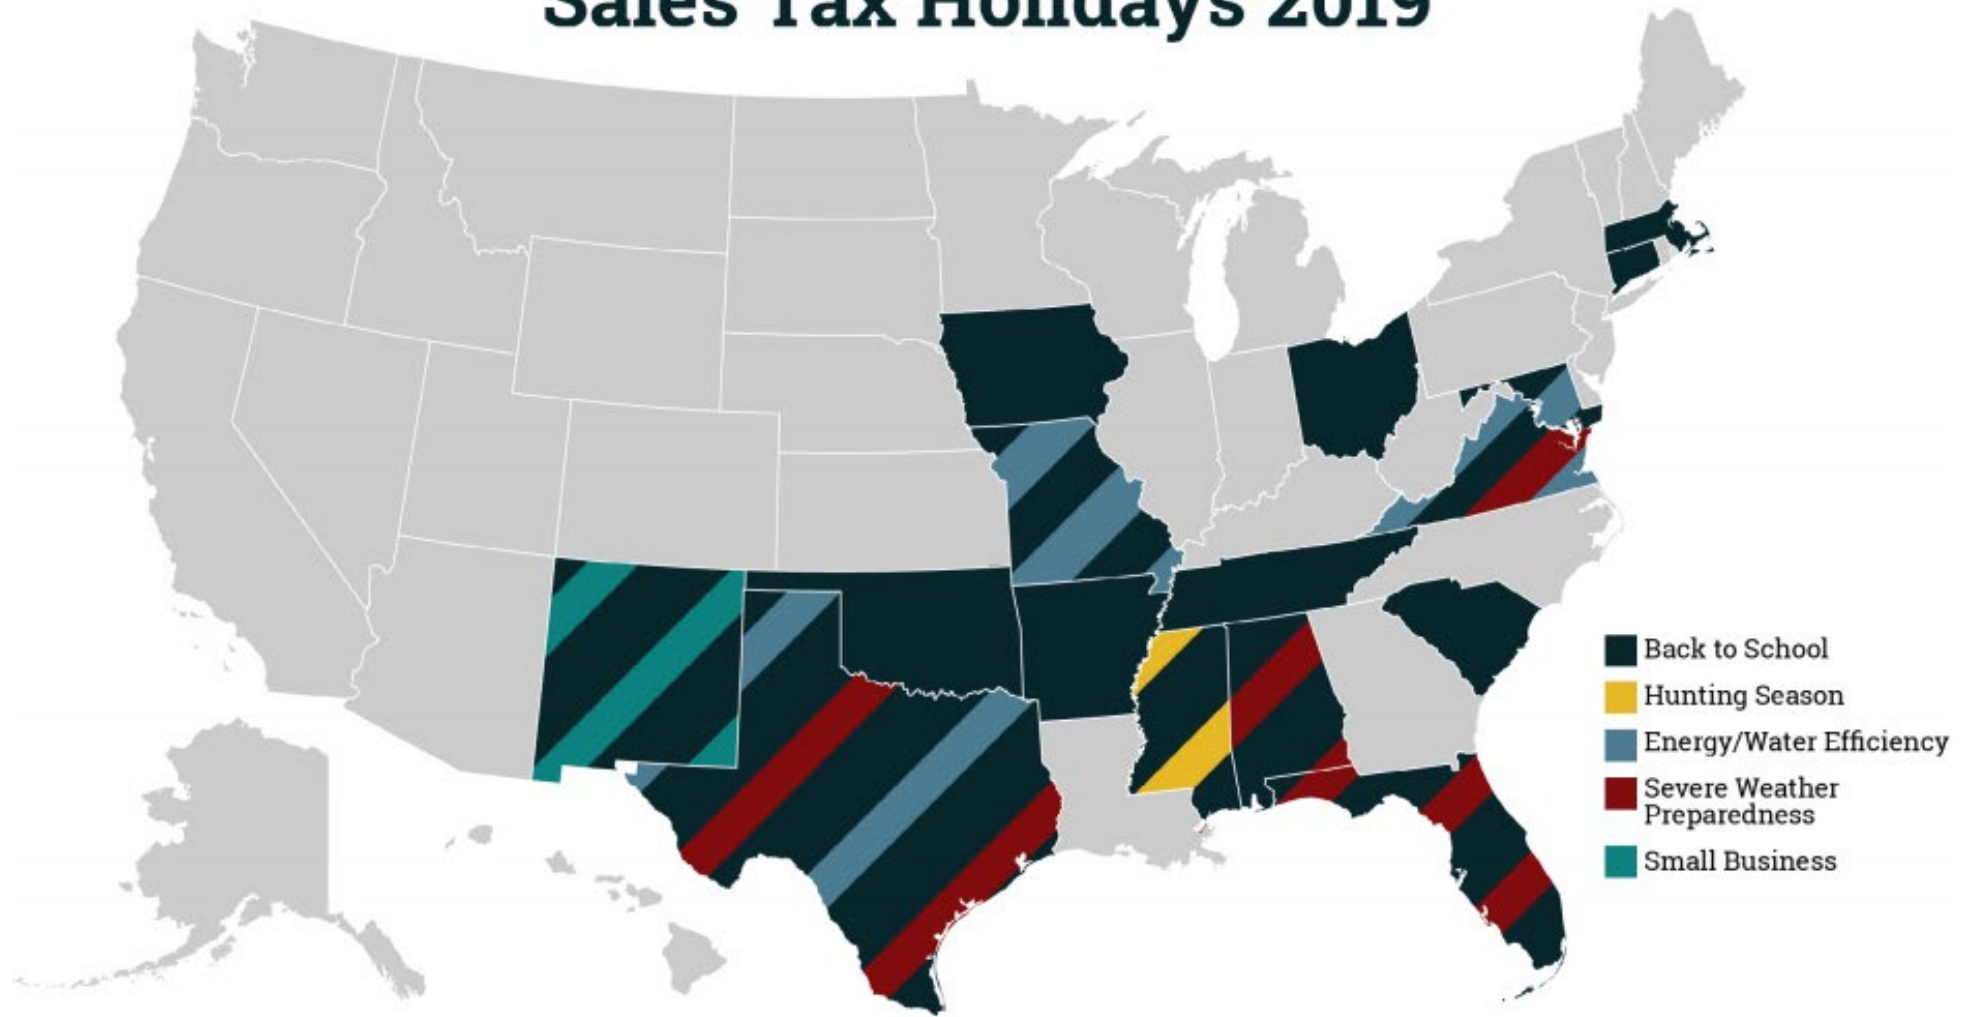 Sales Tax Holidays 2019
Back to School
Hunting Season
Energy/Water Efficiency
Severe Weather
Preparedness
Small Business